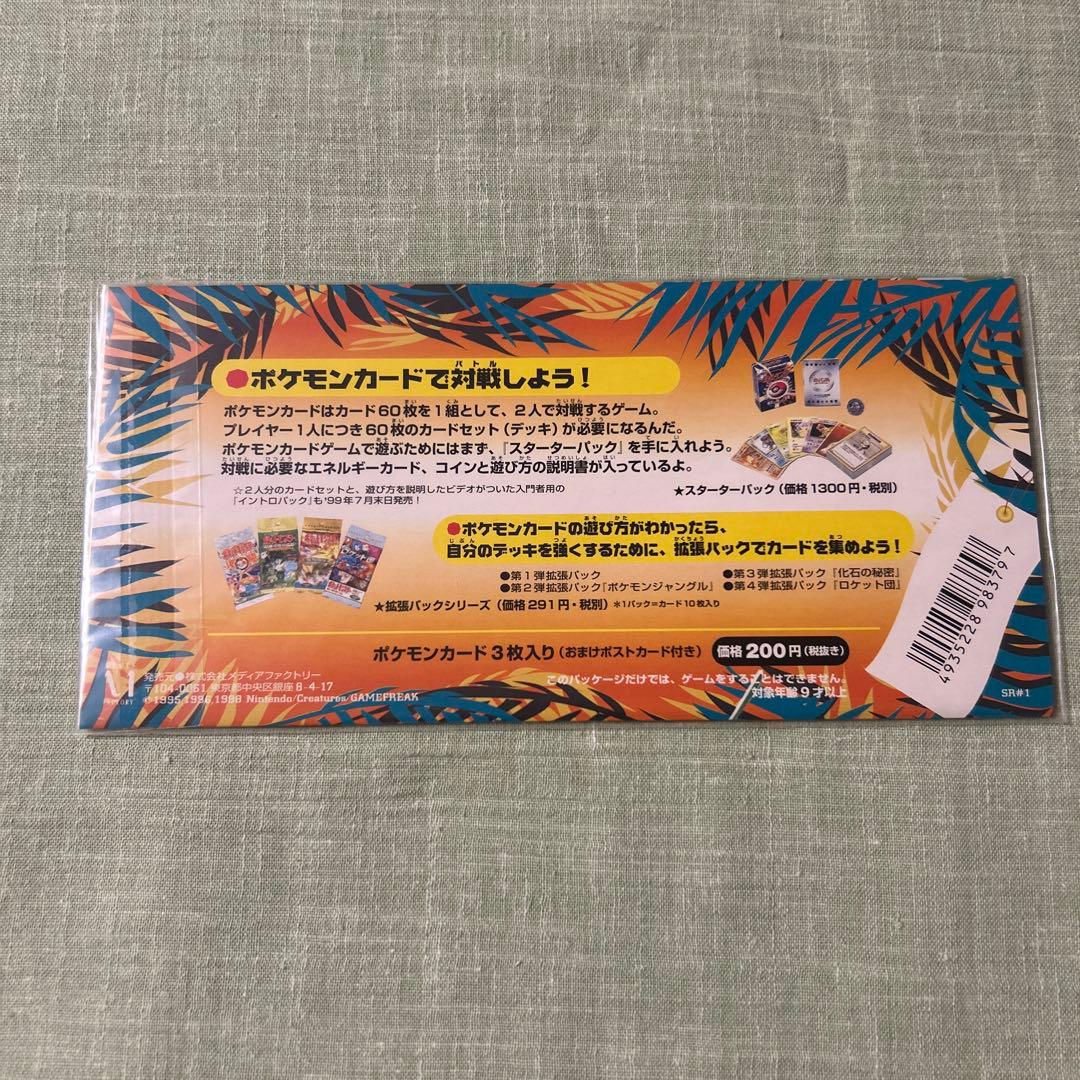 ●ポケモンカードで対戦しよう！
ポケモンカードはカード60枚を1組として、2人で対戦するゲーム。
プレイヤー1人につき60枚のカードセット（デッキ）が必要になるんだ。
ポケモンカードゲームで遊ぶためにはまず、『スターターパック』を手に入れよう。
対戦に必要なエネルギーカード、コインと遊び方の説明書が入っているよ。
☆2人分のカードセットと、遊び方を説明したビデオがついた入門者用の
『イントロパック』も'99年7月末日発売！
★スターターパック（価格1300円・税別）
●ポケモンカードの遊び方がわかったら、
自分のデッキを強くするために、拡張パックでカードを集めよう！
●第1弾拡張パック
●第2弾拡張パック『ポケモンジャングル』
●第3弾拡張パック『化石の秘密』
●第4弾拡張パック『ロケット団』
★拡張パックシリーズ（価格291円・税別）＊1パック=カード10枚入り
ポケモンカード3枚入り（おまけポストカード付き） 価格200円（税抜き）
このパッケージだけでは、ゲームをすることはできません。
対象年齢9才以上
発売元●株式会社メディアファクトリー
〒104-0061 東京都中央区銀座8-4-17
©1995,1996,1998 Nintendo/Creatures/GAMEFREAK
4935228983797
SR#1